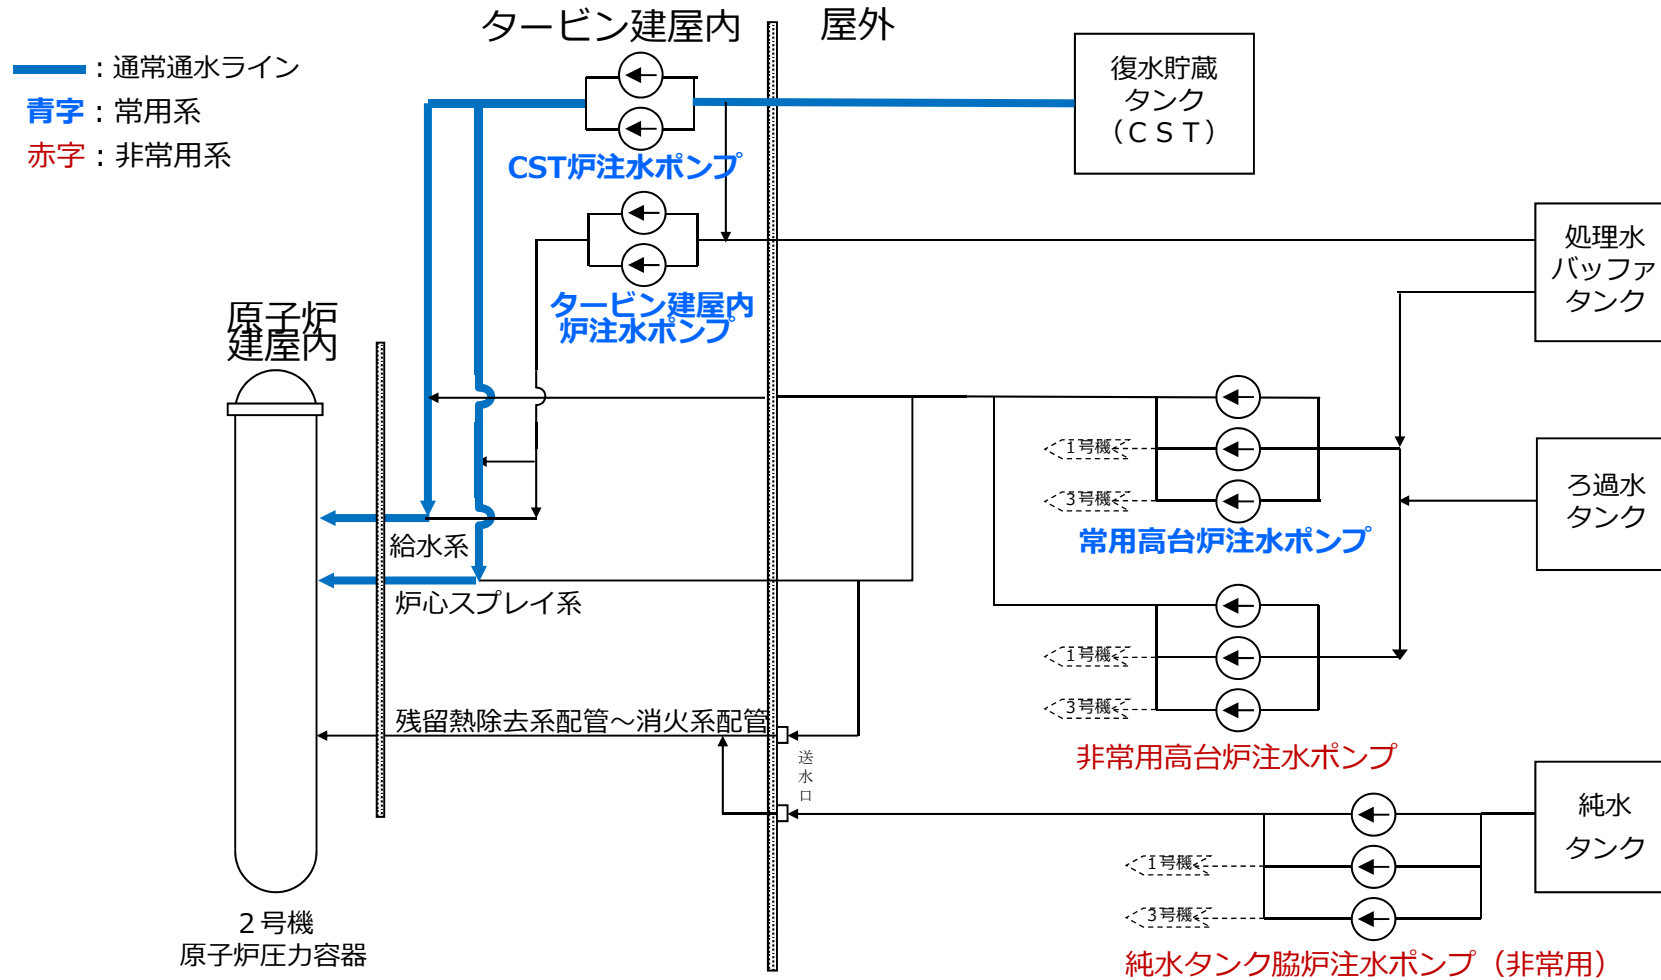 タービン建屋内
屋外
：通常通水ライン
青字：常用系
赤字：非常用系
復水貯蔵
タンク
（ＣＳＴ）
CST炉注水ポンプ
処理水
バッファ
タンク
タービン建屋内
炉注水ポンプ
原子炉
建屋内
1号機
3号機
常用高台炉注水ポンプ
ろ過水
タンク
給水系
炉心スプレイ系
1号機
3号機
非常用高台炉注水ポンプ
残留熱除去系配管～消火系配管
送
水
口
純水
タンク
1号機
3号機
純水タンク脇炉注水ポンプ（非常用）
２号機
原子炉圧力容器